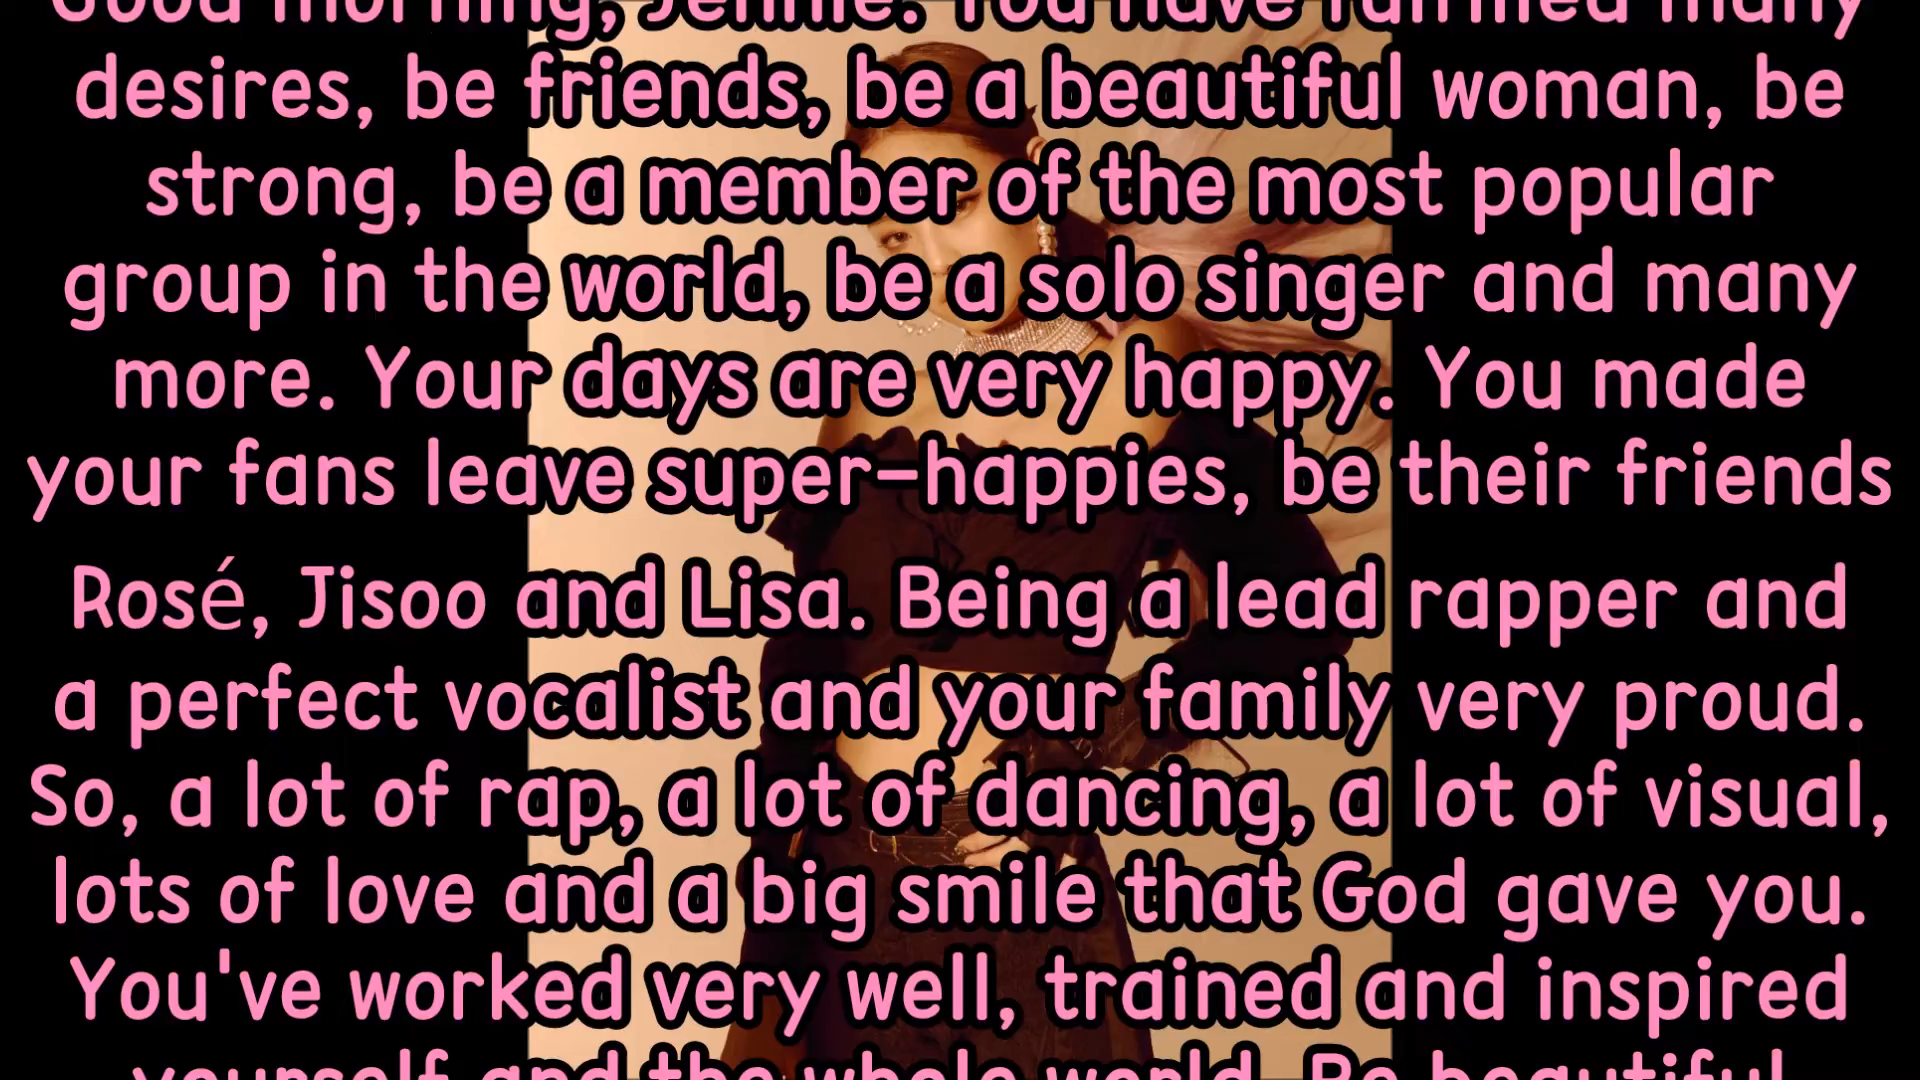 Good morning, Jennie. You have fulfilled many
desires, be friends, be a beautiful woman, be
strong, be a member of the most popular
group in the world, be a solo singer and many
more. Your days are very happy. You made
your fans leave super-happies, be their friends
Rosé, Jisoo and Lisa. Being a lead rapper and
a perfect vocalist and your family very proud.
So, a lot of rap, a lot of dancing, a lot of visual,
lots of love and a big smile that God gave you.
You've worked very well, trained and inspired
yourself and the whole world. Be beautiful